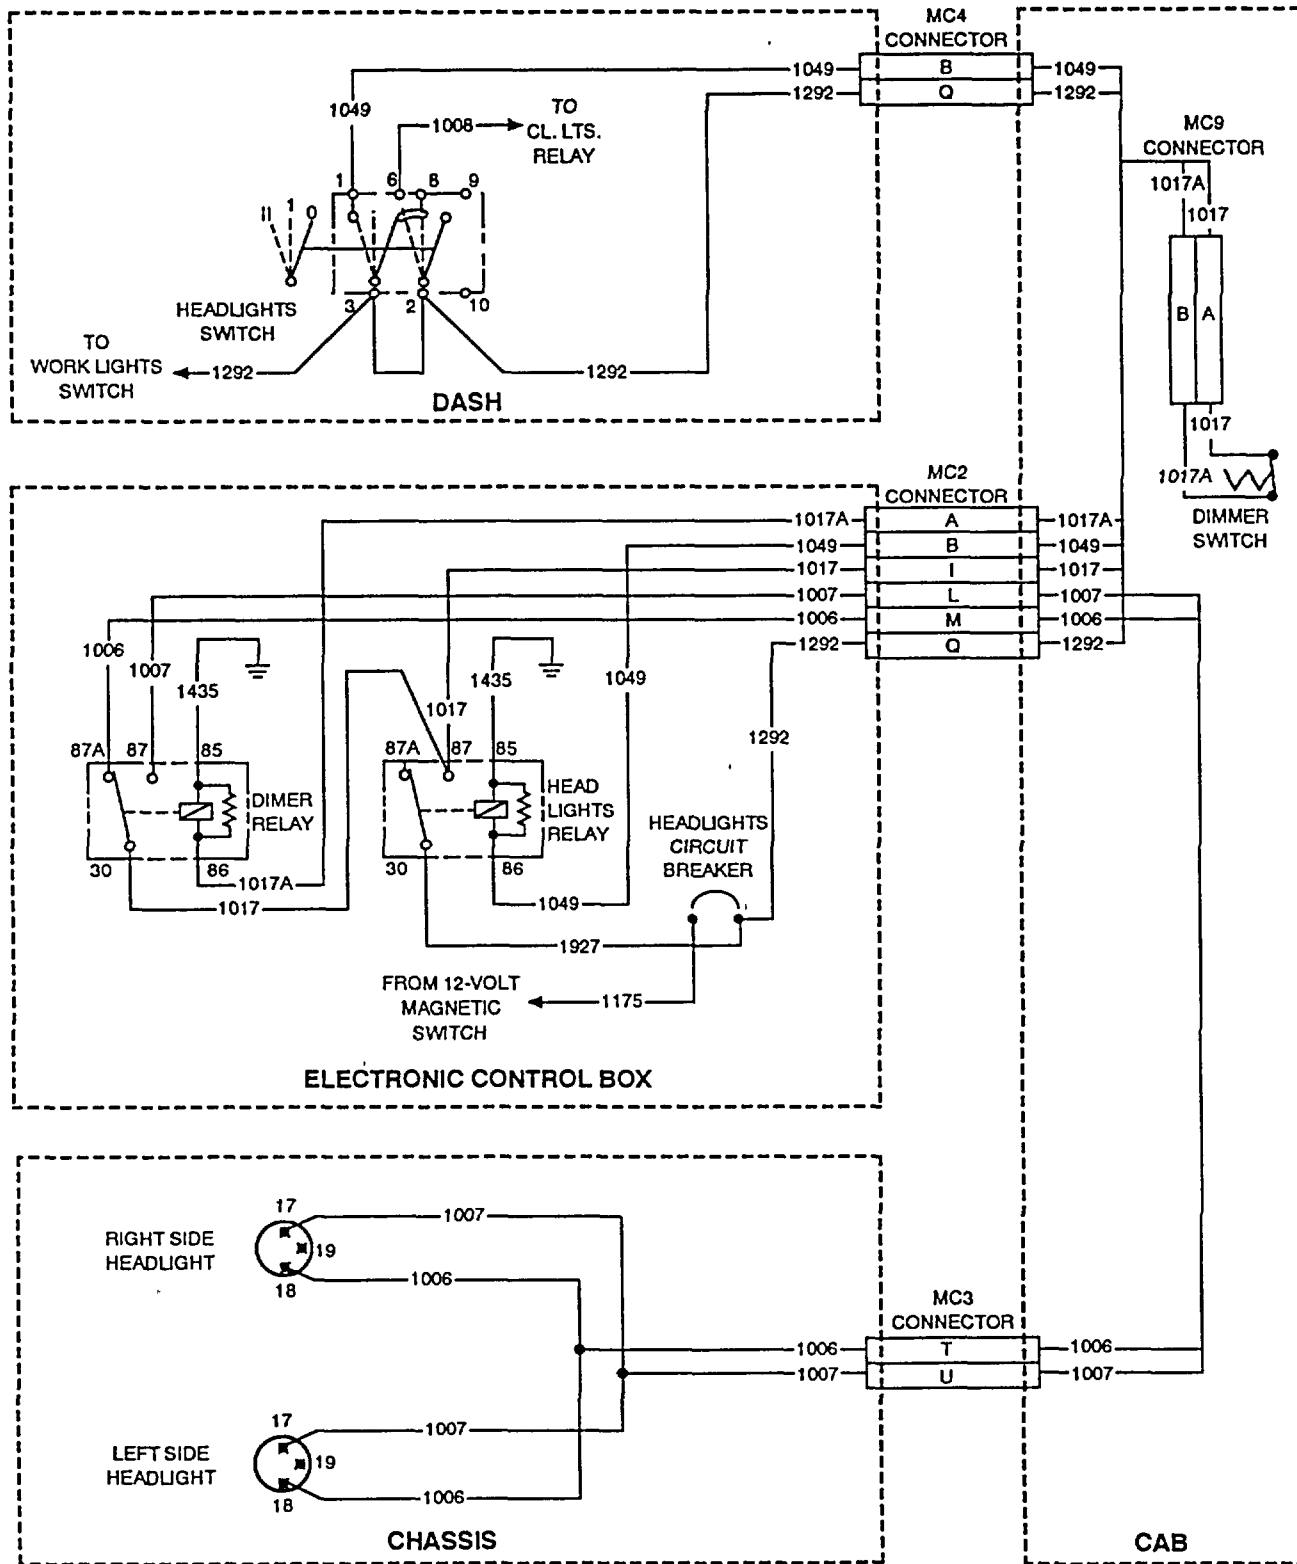 MC4
CONNECTOR
1049
B
1049
1292
Q
1292
1049
1008
TO
CL. LTS.
RELAY
MC9
CONNECTOR
1017A
1017
1
6
8
9
II
1
0
B
A
3
2
10
HEADLIGHTS
SWITCH
TO
WORK LIGHTS
SWITCH
1292
1292
DASH
1017
1017A
DIMMER
SWITCH
MC2
CONNECTOR
1017A
A
1017A
1049
B
1049
1017
I
1017
1007
L
1007
1006
M
1006
1292
Q
1292
1006
1007
1435
1435
1049
1017
1292
87A
87
85
87A
87
85
DIMER
RELAY
HEAD
LIGHTS
RELAY
HEADLIGHTS
CIRCUIT
BREAKER
30
86
30
86
1017A
1017
1049
1927
FROM 12-VOLT
MAGNETIC
SWITCH
1175
ELECTRONIC CONTROL BOX
RIGHT SIDE
HEADLIGHT
17
19
18
1007
1006
MC3
CONNECTOR
1006
T
1006
1007
U
1007
LEFT SIDE
HEADLIGHT
17
19
18
1007
1006
CHASSIS
CAB